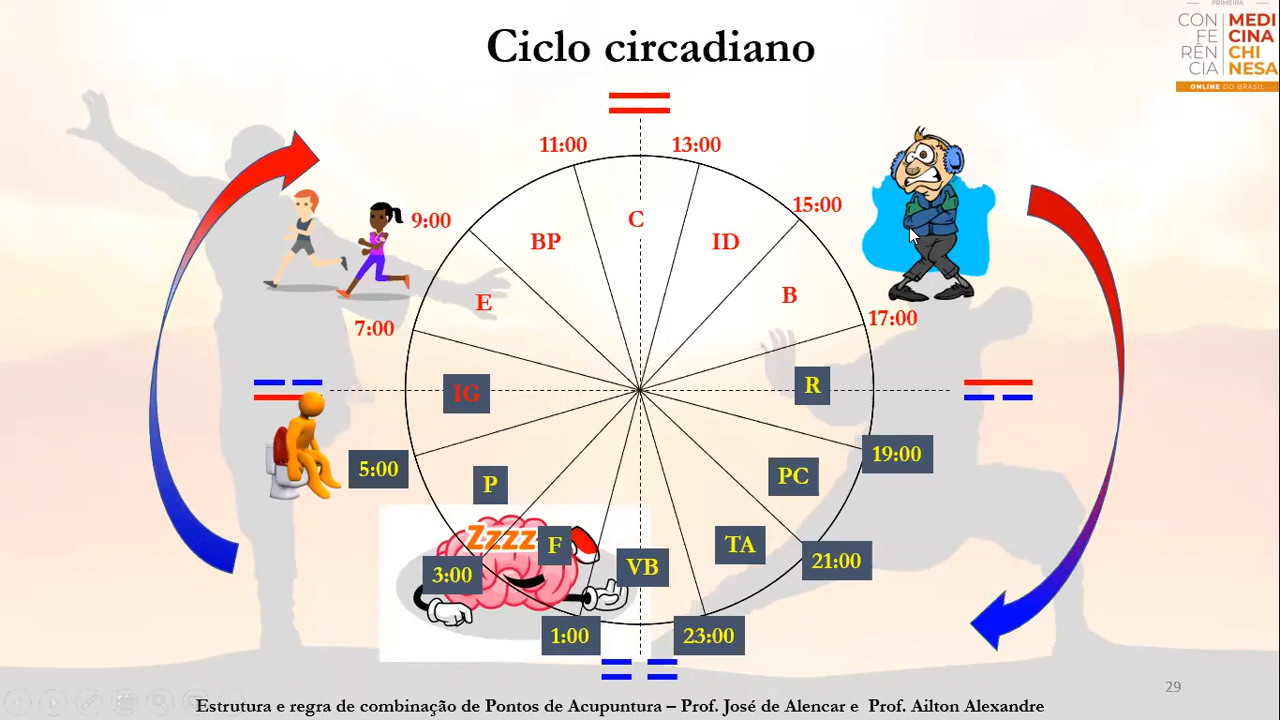 PRIMEIRA
CON
FE
RÊN
CIA
MEDI
CINA
CHI
NESA
ONLINE DO BRASIL
Ciclo circadiano
11:00
13:00
9:00
15:00
C
BP
ID
E
B
7:00
17:00
IG
R
5:00
19:00
P
PC
Zzzz
F
TA
VB
3:00
21:00
1:00
23:00
29
Estrutura e regra de combinação de Pontos de Acupuntura – Prof. José de Alencar e Prof. Ailton Alexandre